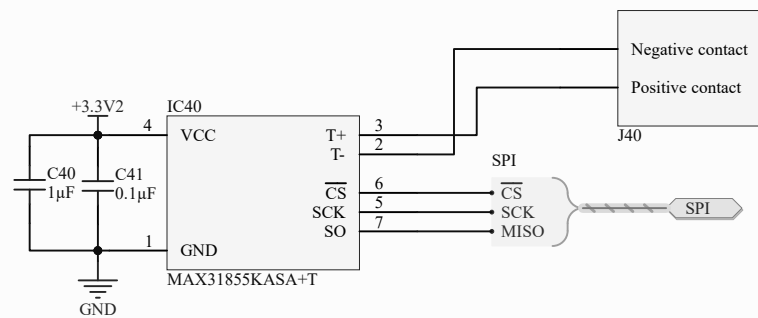 Negative contact
Positive contact
J40
+3.3V2
IC40
4
VCC
T+
3
T-
2
C40
1µF
C41
0.1µF
CS
6
SCK
5
SO
7
1
GND
MAX31855KASA+T
GND
SPI
CS
SCK
MISO
SPI